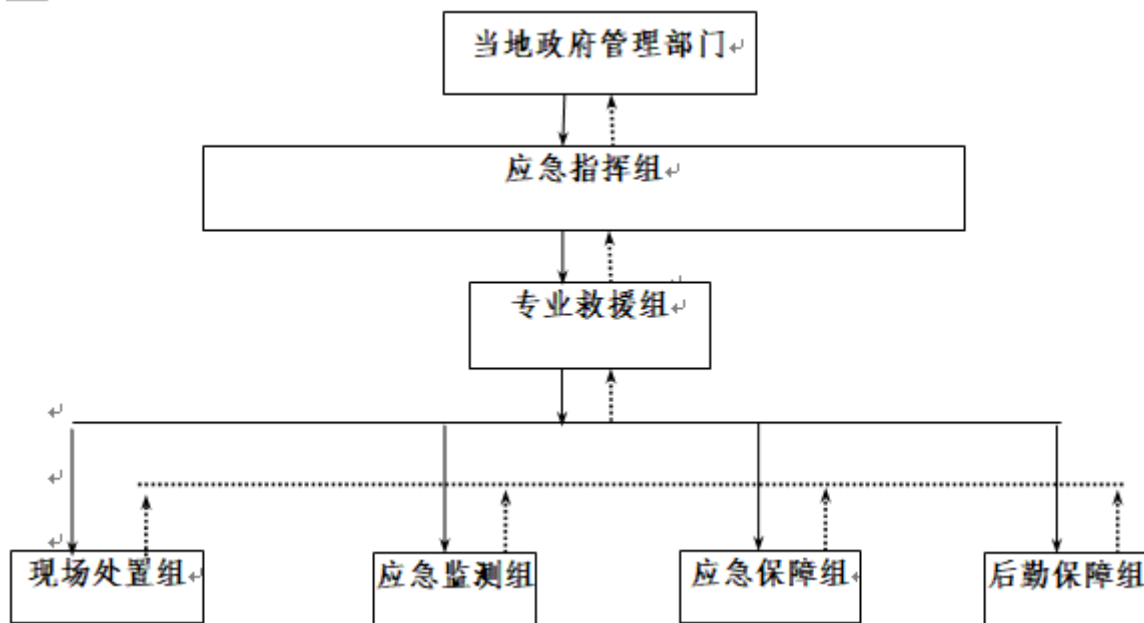 当地政府管理部门
应急指挥组
专业救援组
现场处置组
应急监测组
应急保障组
后勤保障组